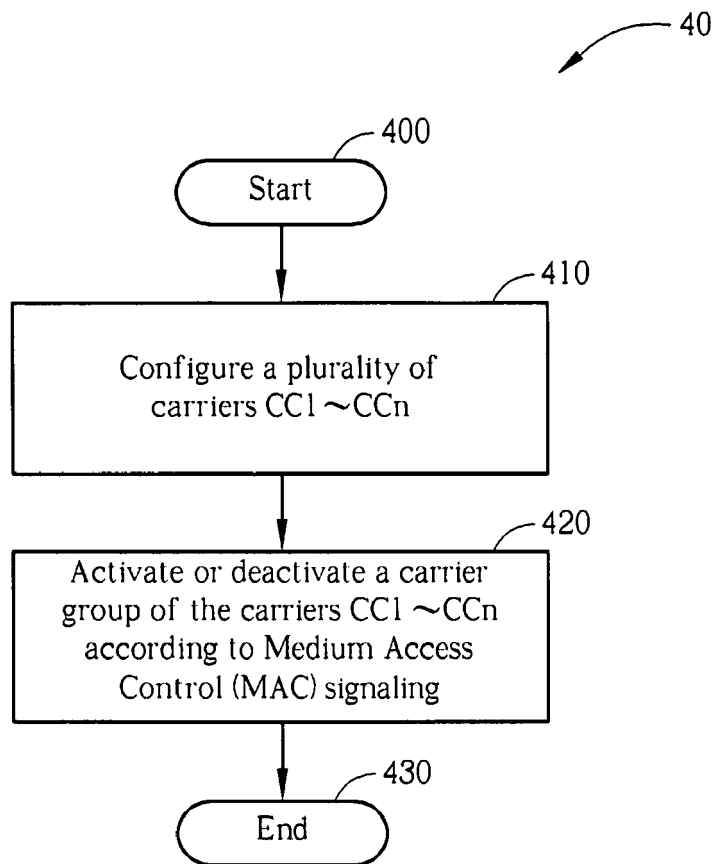 40
400
Start
410
Configure a plurality of
carriers CC1~CCn
420
Activate or deactivate a carrier
group of the carriers CC1~CCn
according to Medium Access
Control (MAC) signaling
430
End